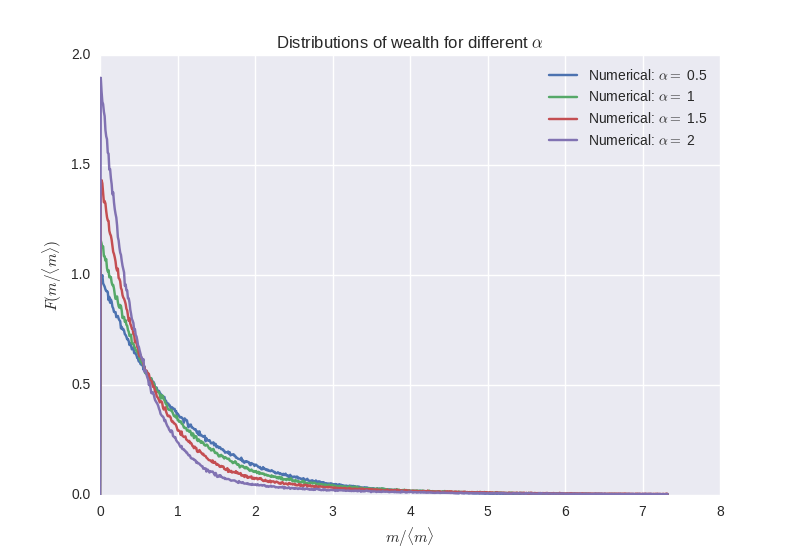 Distributions of wealth for different α
2.0
1.5
1.0
0.5
0.0
F(m/⟨m⟩)
Numerical: α = 0.5
Numerical: α = 1
Numerical: α = 1.5
Numerical: α = 2
0 1 2 3 4 5 6 7 8
m/⟨m⟩